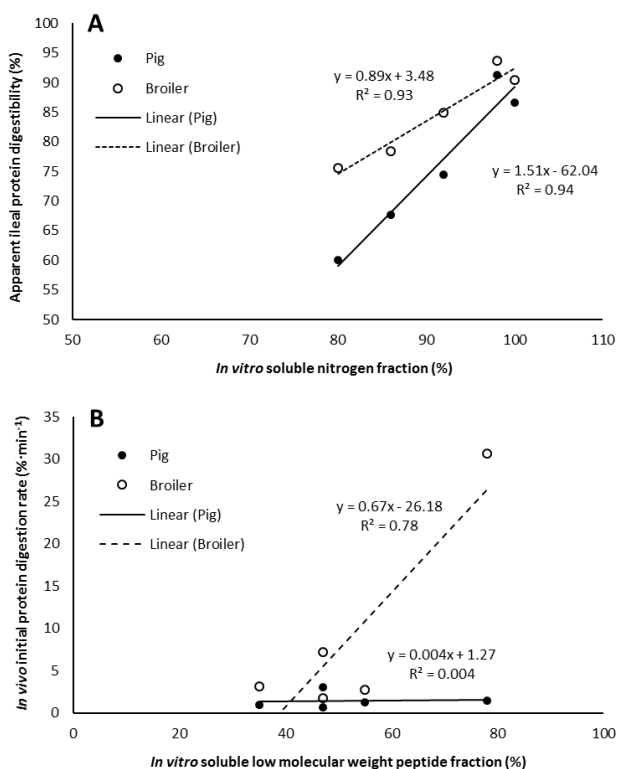 A
Pig
Broiler
Linear (Pig)
Linear (Broiler)
y = 0.89x + 3.48
R² = 0.93
y = 1.51x - 62.04
R² = 0.94
Apparent ileal protein digestibility (%)
100
95
90
85
80
75
70
65
60
55
50
50 60 70 80 90 100 110
In vitro soluble nitrogen fraction (%)
B
Pig
Broiler
Linear (Pig)
Linear (Broiler)
y = 0.67x - 26.18
R² = 0.78
y = 0.004x + 1.27
R² = 0.004
In vivo initial protein digestion rate (%·min⁻¹)
35
30
25
20
15
10
5
0
0 20 40 60 80 100
In vitro soluble low molecular weight peptide fraction (%)